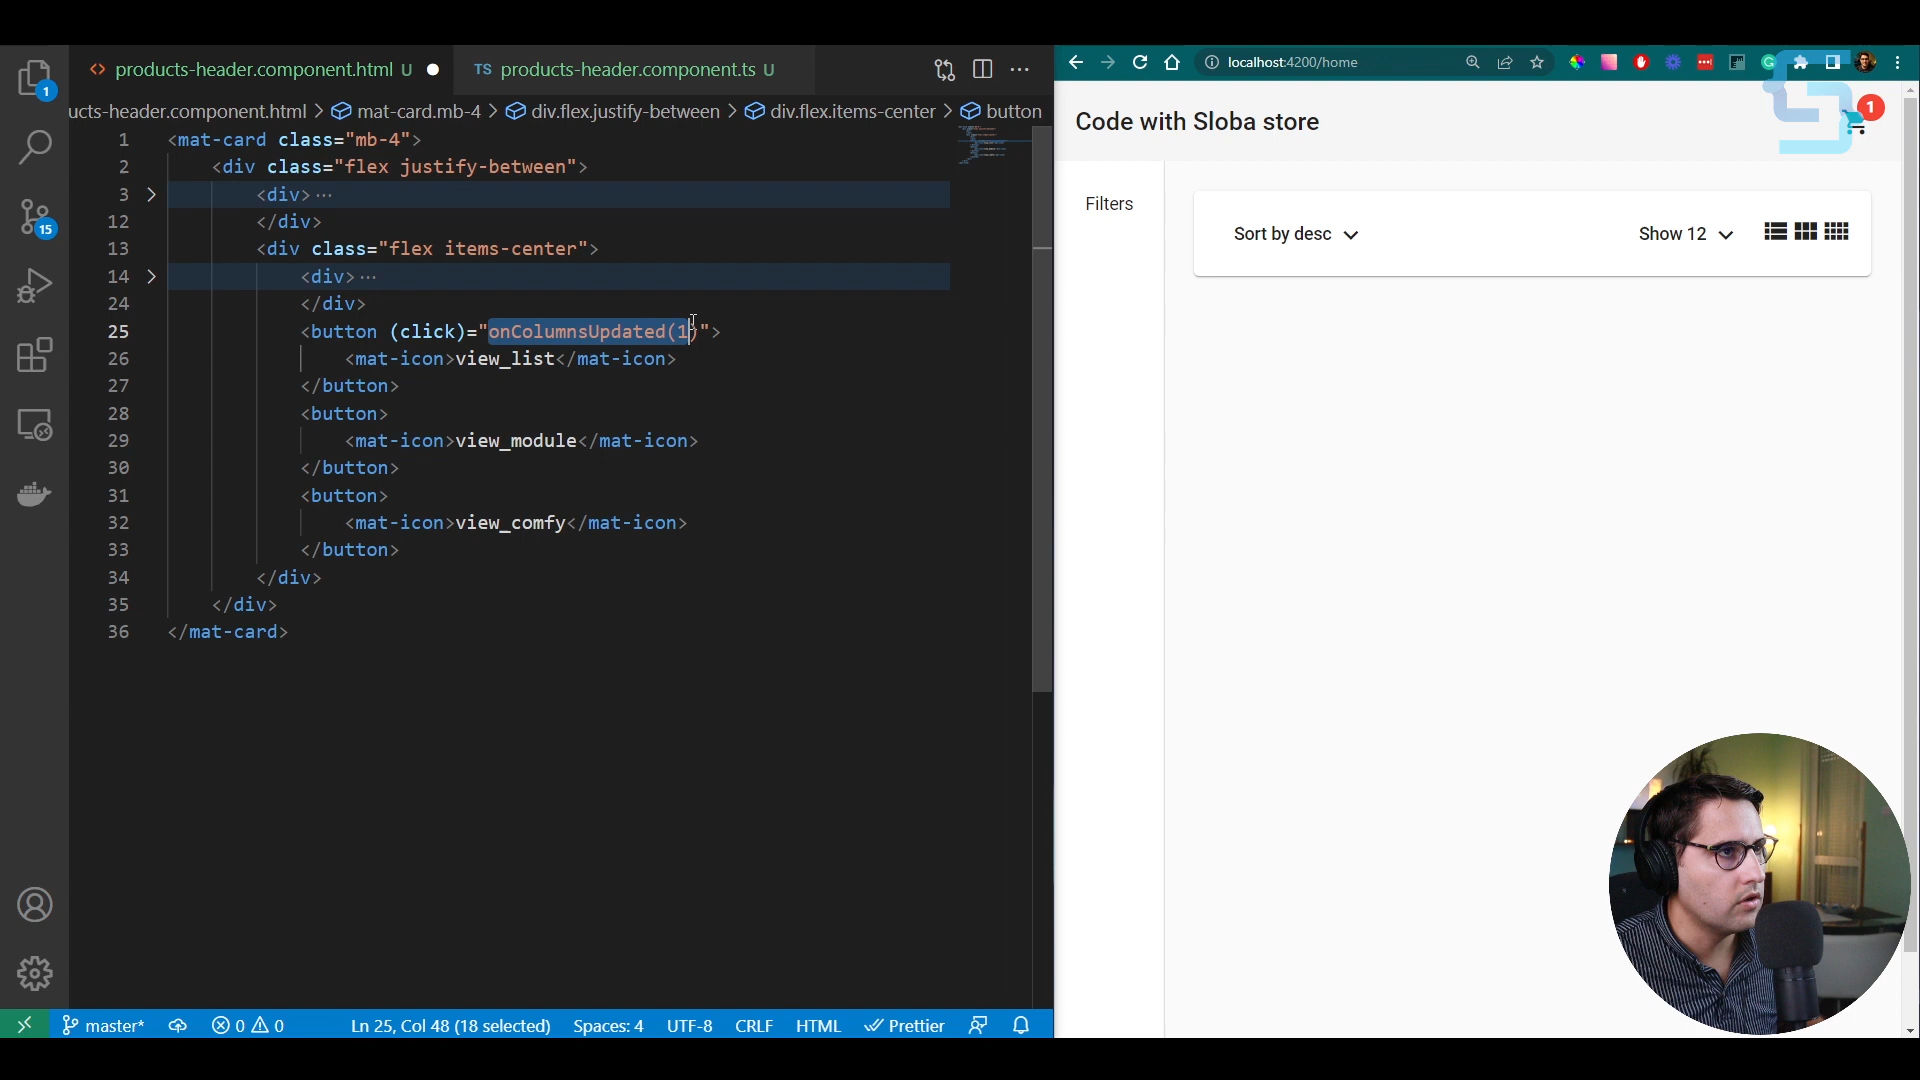 products-header.component.html U
TS products-header.component.ts U
ucts-header.component.html > mat-card.mb-4 > div.flex.justify-between > div.flex.items-center > button
1 <mat-card class="mb-4">
2 <div class="flex justify-between">
3 <div>…
12 </div>
13 <div class="flex items-center">
14 <div>…
24 </div>
25 <button (click)="onColumnsUpdated(1)">
26 <mat-icon>view_list</mat-icon>
27 </button>
28 <button>
29 <mat-icon>view_module</mat-icon>
30 </button>
31 <button>
32 <mat-icon>view_comfy</mat-icon>
33 </button>
34 </div>
35 </div>
36 </mat-card>
1
15
master*
0 0
Ln 25, Col 48 (18 selected)
Spaces: 4
UTF-8
CRLF
HTML
Prettier
localhost:4200/home
Code with Sloba store
1
Filters
Sort by desc
Show 12